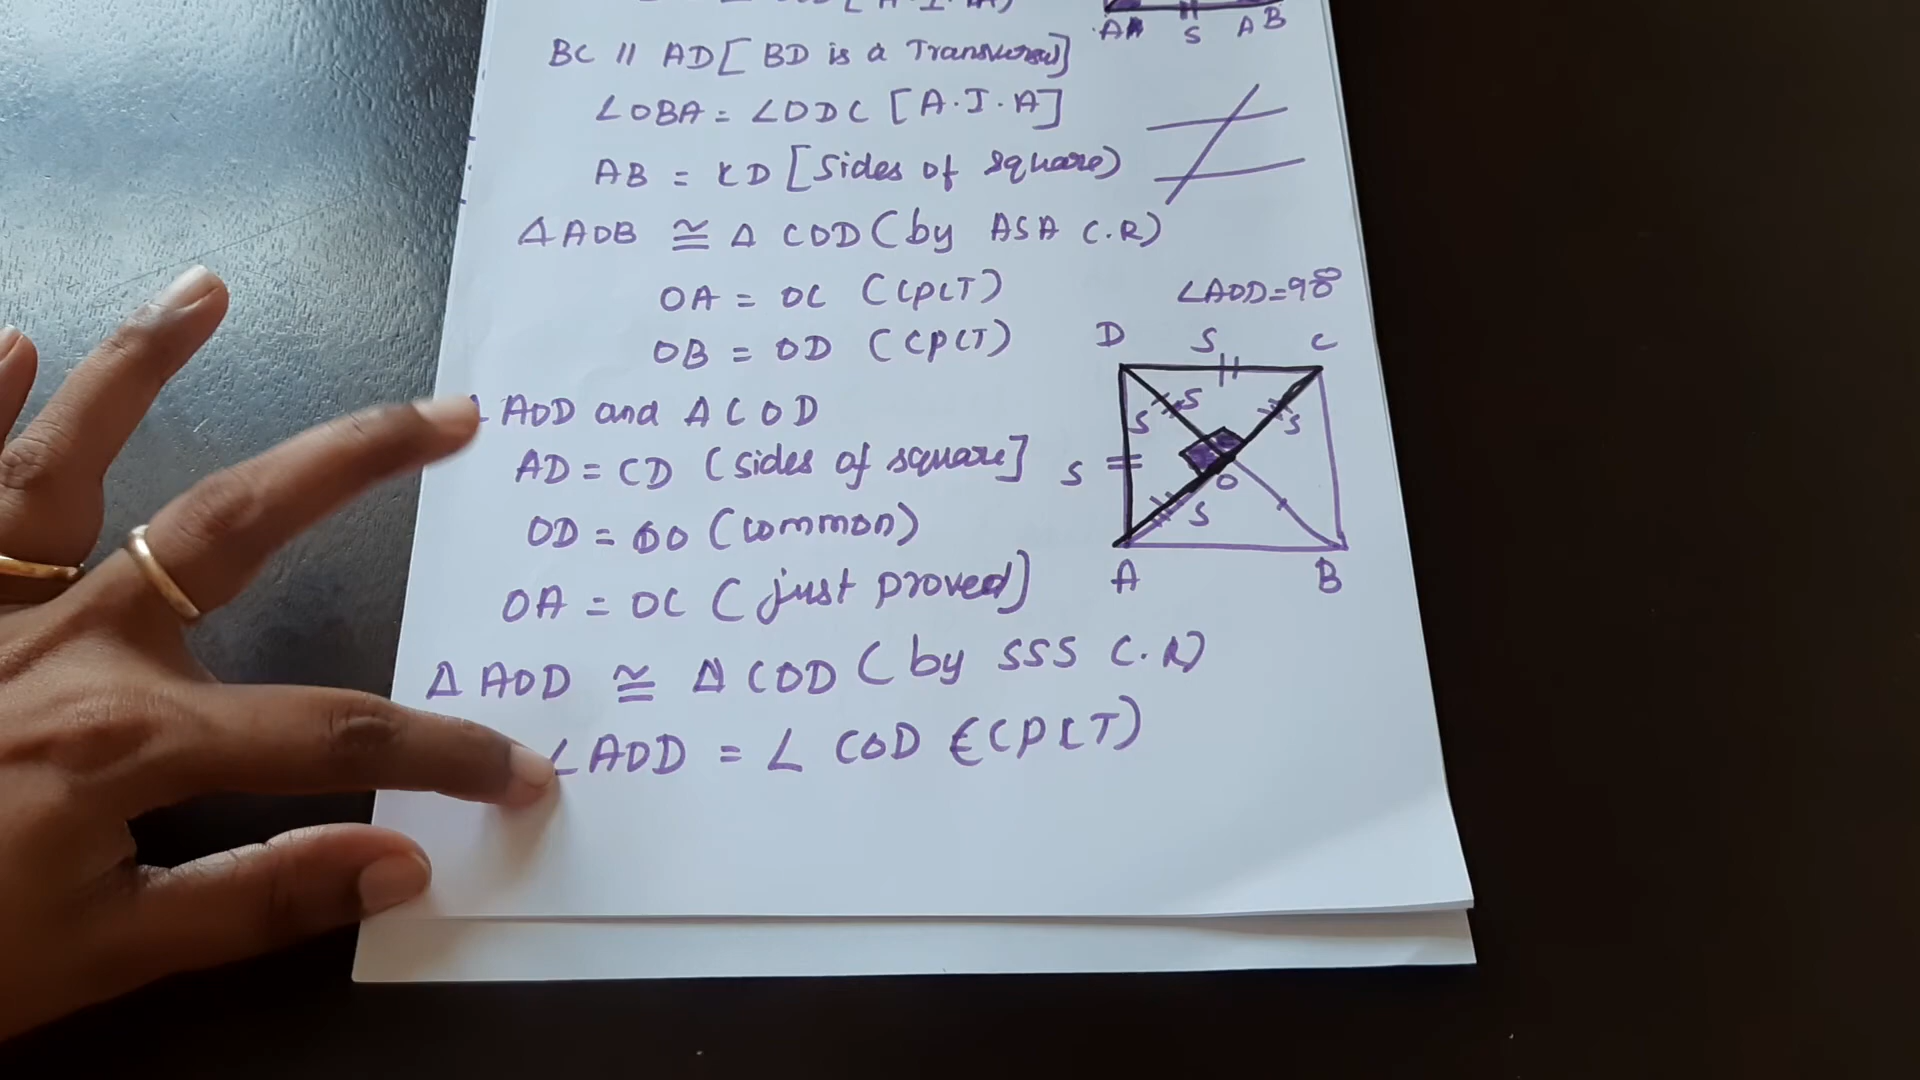 BC // AD [ BD is a Transversal]
∠OBA = ∠ODC [A.I.A]
AB = CD [Sides of square)
Δ AOB ≅ Δ COD (by ASA C.R)
OA = OC (CPCT)
OB = OD (CPCT)
AOD and Δ COD
AD = CD (sides of square]
OD = OO (common)
OA = OC ( just proved]
Δ AOD ≅ Δ COD ( by SSS C.R)
∠AOD = ∠ COD (CPCT)
A S A B
∠AOD=90°
D S C
S S S
S O
S
A B